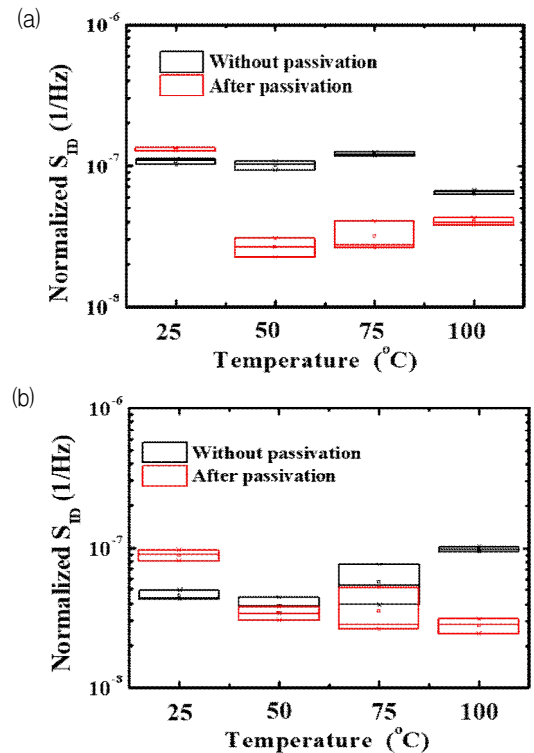 (a)
10⁻⁶
Without passivation
After passivation
10⁻⁷
10⁻⁸
Normalized S_ID (1/Hz)
25 50 75 100
Temperature (°C)
(b)
10⁻⁶
Without passivation
After passivation
10⁻⁷
10⁻⁸
Normalized S_ID (1/Hz)
25 50 75 100
Temperature (°C)